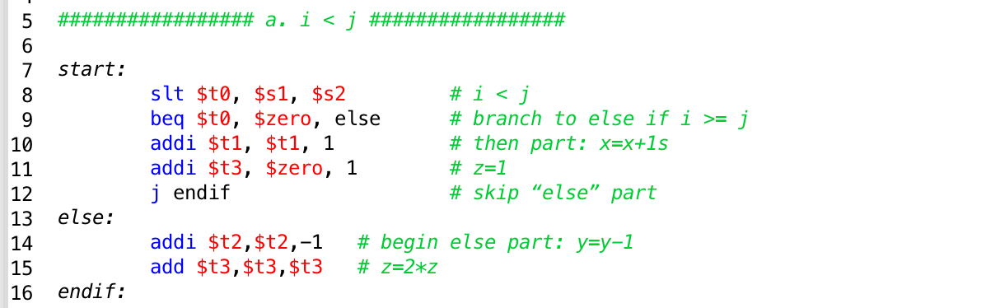 5 ################# a. i < j #################
6
7 start:
8 slt $t0, $s1, $s2 # i < j
9 beq $t0, $zero, else # branch to else if i >= j
10 addi $t1, $t1, 1 # then part: x=x+1s
11 addi $t3, $zero, 1 # z=1
12 j endif # skip “else” part
13 else:
14 addi $t2,$t2,−1 # begin else part: y=y−1
15 add $t3,$t3,$t3 # z=2*z
16 endif: